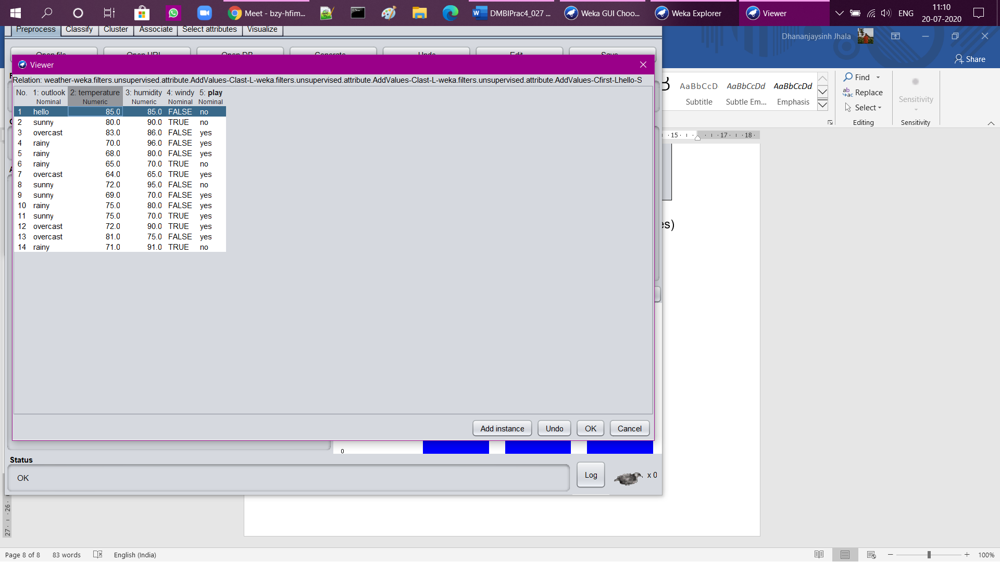 Meet - bzy-hfim...
DMBIPrac4_027 ...
Weka GUI Choo...
Weka Explorer
Viewer
ENG
11:10
20-07-2020
Preprocess Classify Cluster Associate Select attributes Visualize
Dhananjaysinh Jhala
Share
Viewer
Relation: weather-weka.filters.unsupervised.attribute.AddValues-Clast-L-weka.filters.unsupervised.attribute.AddValues-Clast-L-weka.filters.unsupervised.attribute.AddValues-Cfirst-Lhello-S
No. 1: outlook 2: temperature 3: humidity 4: windy 5: play
Nominal Numeric Numeric Nominal Nominal
1 hello 85.0 85.0 FALSE no
2 sunny 80.0 90.0 TRUE no
3 overcast 83.0 86.0 FALSE yes
4 rainy 70.0 96.0 FALSE yes
5 rainy 68.0 80.0 FALSE yes
6 rainy 65.0 70.0 TRUE no
7 overcast 64.0 65.0 TRUE yes
8 sunny 72.0 95.0 FALSE no
9 sunny 69.0 70.0 FALSE yes
10 rainy 75.0 80.0 FALSE yes
11 sunny 75.0 70.0 TRUE yes
12 overcast 72.0 90.0 TRUE yes
13 overcast 81.0 75.0 FALSE yes
14 rainy 71.0 91.0 TRUE no
Add instance Undo OK Cancel
AaBbCcD AaBbCcDd AaBbCcDd
Subtitle Subtle Em... Emphasis
Find
Replace
Select
Editing
Sensitivity
Sensitivity
15 17 18
es)
0
Status
OK
Log
x 0
26
27
Page 8 of 8 83 words English (India) 100%